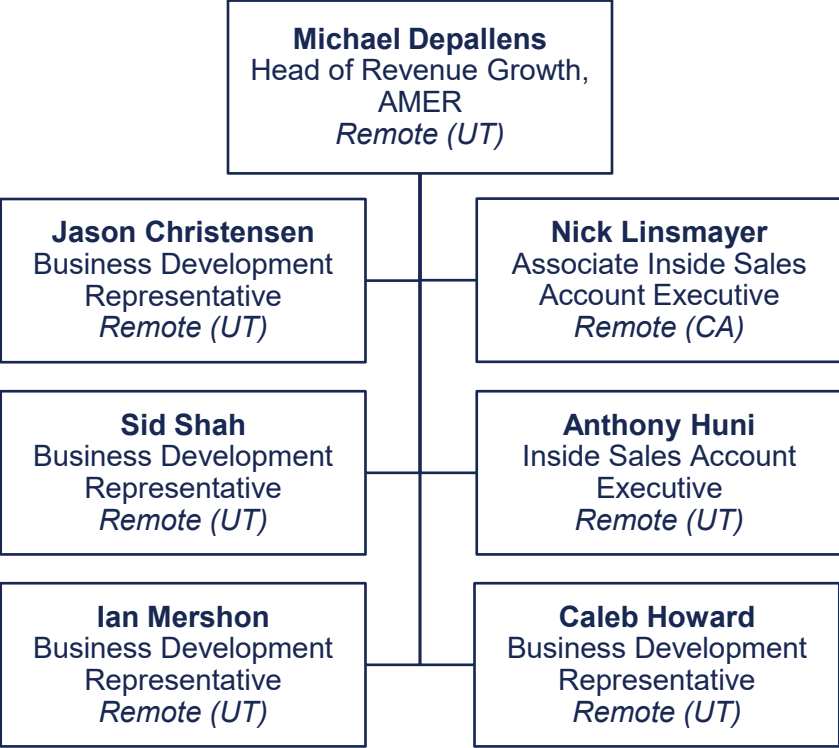 Michael Depallens
Head of Revenue Growth,
AMER
Remote (UT)
Jason Christensen
Business Development
Representative
Remote (UT)
Nick Linsmayer
Associate Inside Sales
Account Executive
Remote (CA)
Sid Shah
Business Development
Representative
Remote (UT)
Anthony Huni
Inside Sales Account
Executive
Remote (UT)
Ian Mershon
Business Development
Representative
Remote (UT)
Caleb Howard
Business Development
Representative
Remote (UT)